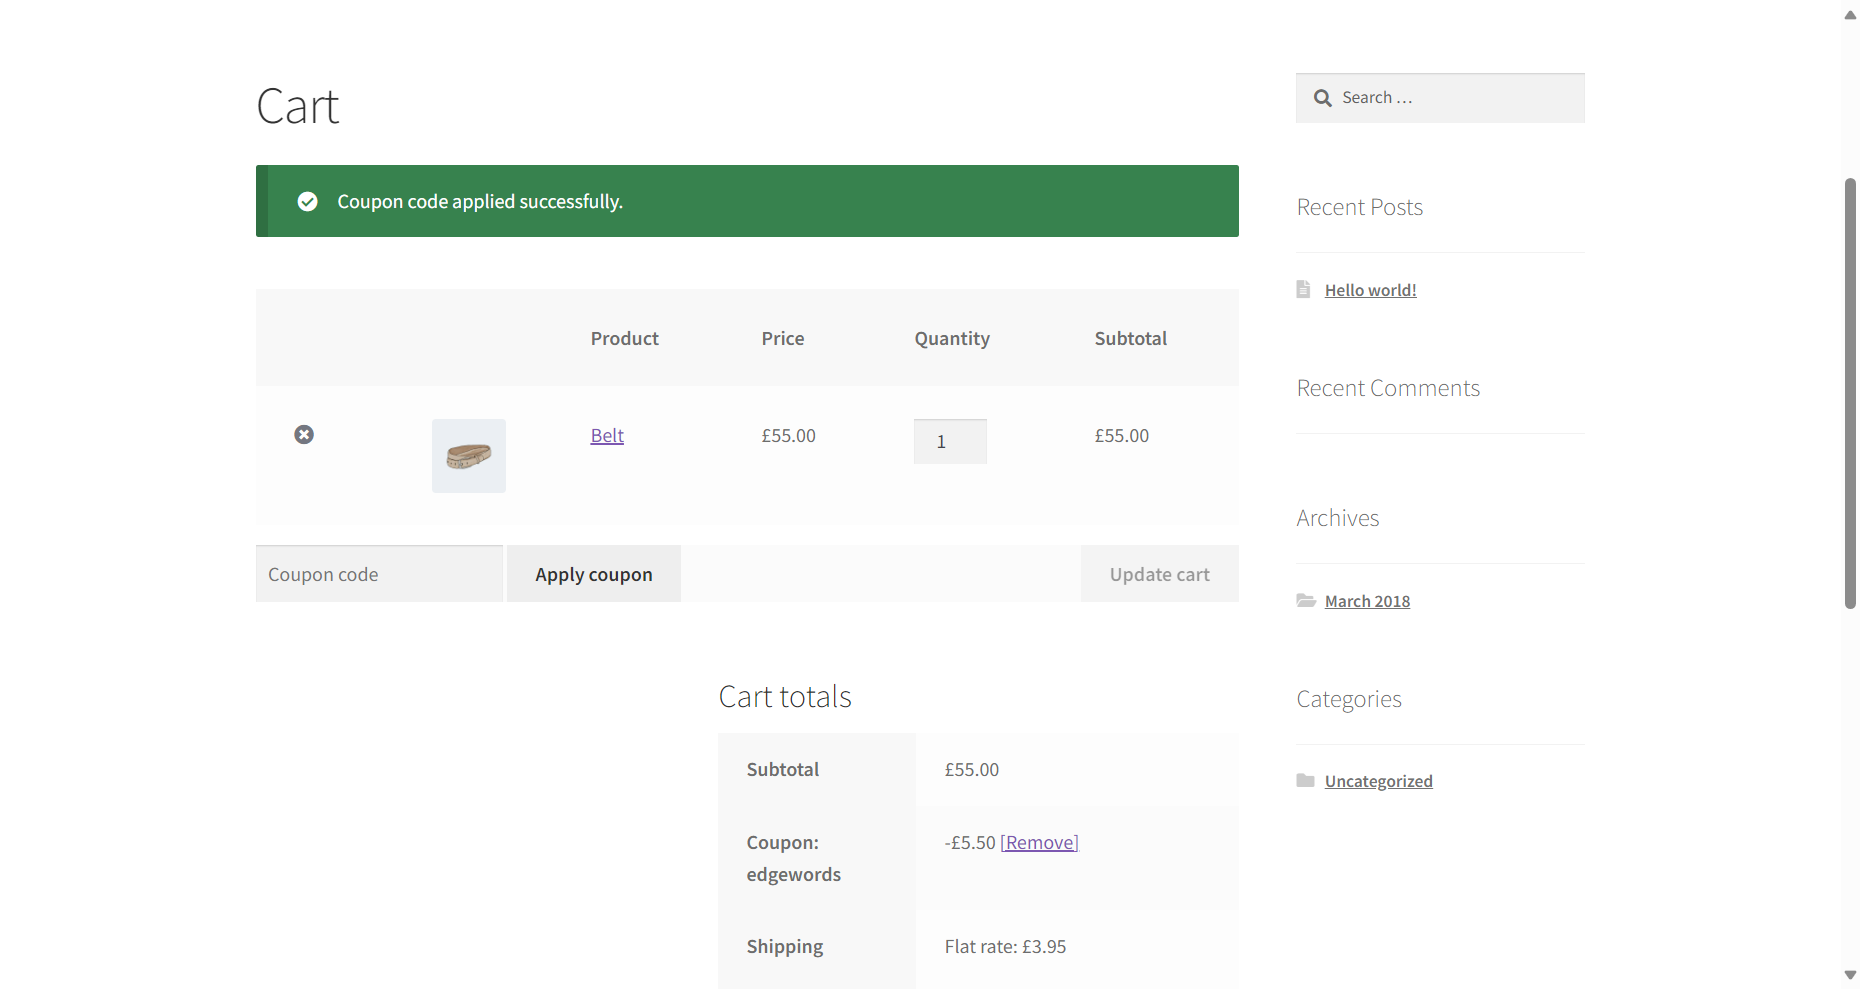 Cart
Search …
Coupon code applied successfully.
Product Price Quantity Subtotal
Belt £55.00 1 £55.00
Coupon code Apply coupon Update cart
Cart totals
Subtotal £55.00
Coupon: -£5.50 [Remove]
edgewords
Shipping Flat rate: £3.95
Recent Posts
Hello world!
Recent Comments
Archives
March 2018
Categories
Uncategorized